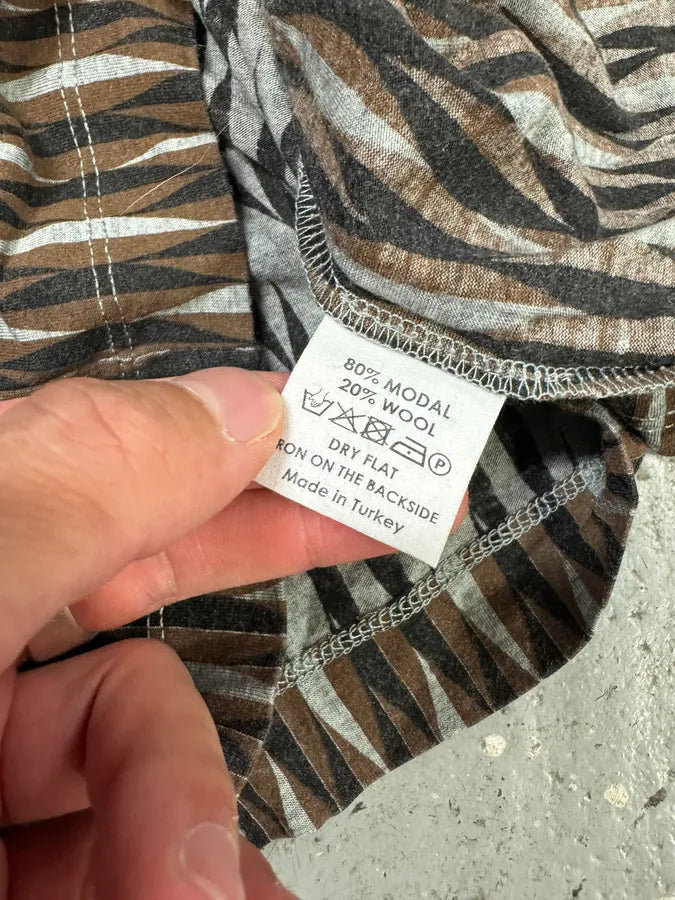 80% MODAL
20% WOOL
P
DRY FLAT
RON ON THE BACKSIDE
Made in Turkey